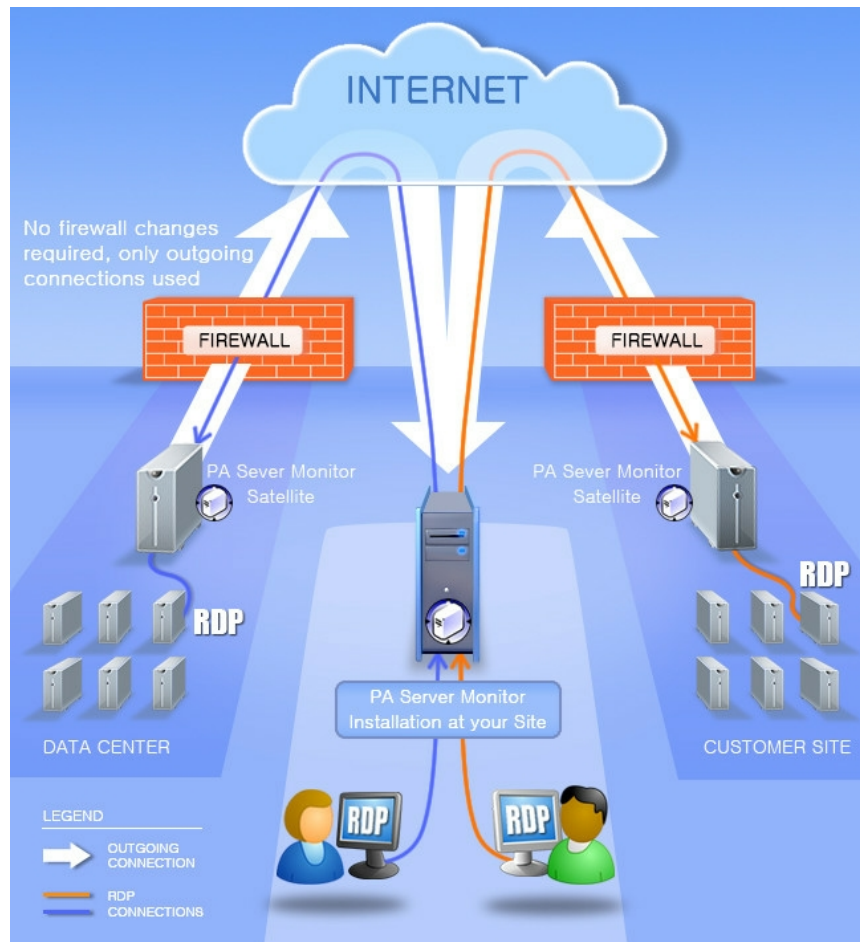 INTERNET
No firewall changes
required, only outgoing
connections used
FIREWALL
FIREWALL
PA Sever Monitor
Satellite
PA Sever Monitor
Satellite
RDP
RDP
PA Server Monitor
Installation at your Site
DATA CENTER
CUSTOMER SITE
RDP
RDP
LEGEND
OUTGOING
CONNECTION
RDP
CONNECTIONS